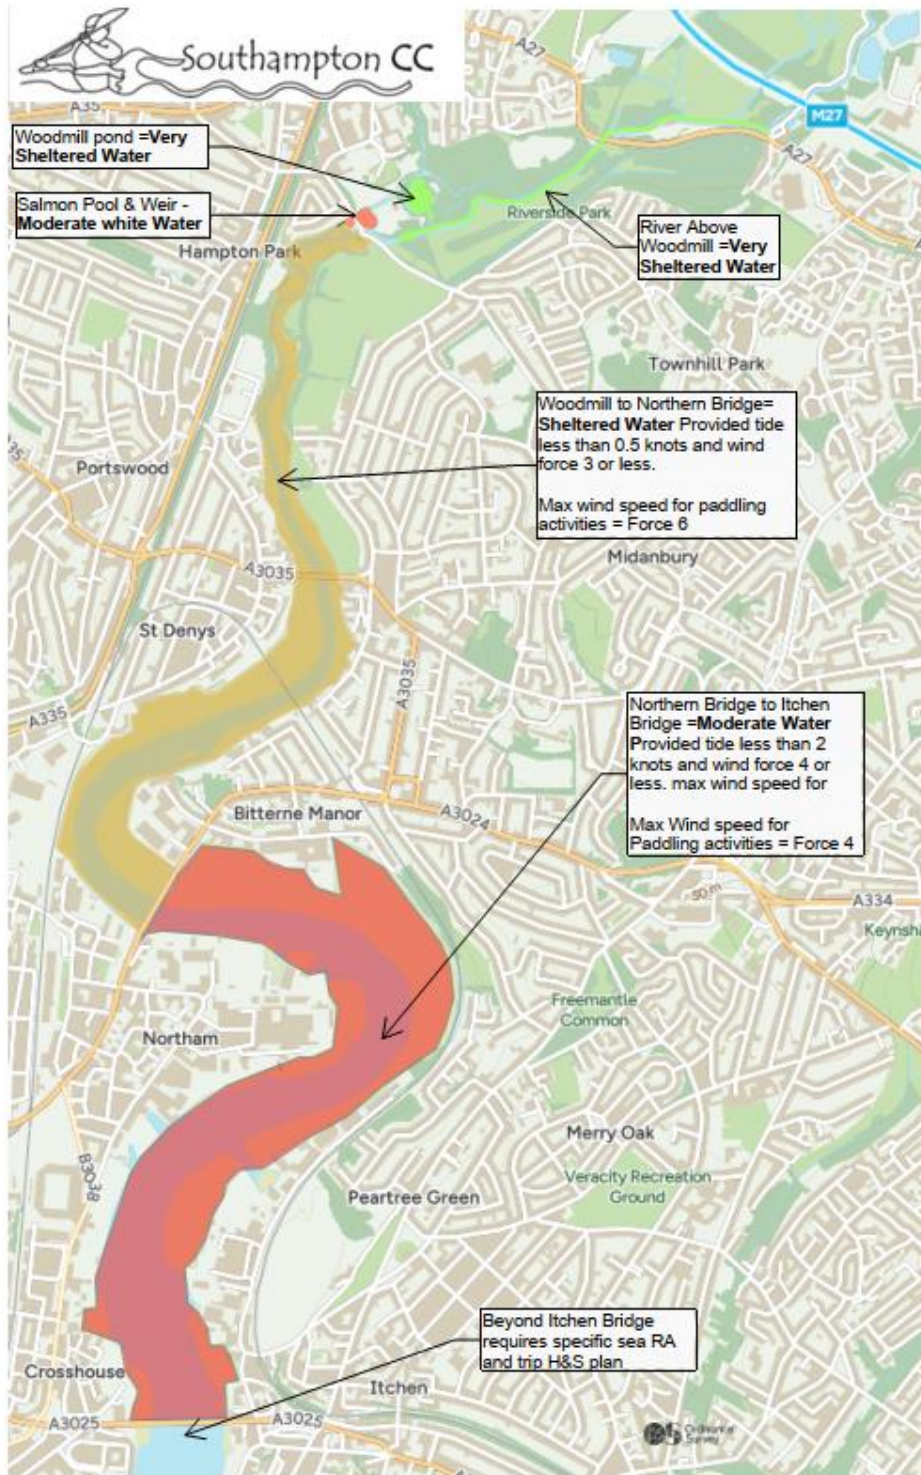 Southampton CC
A27
A35
M27
Woodmill pond =Very
Sheltered Water
A27
Salmon Pool & Weir -
Moderate white Water
Riverside Park
River Above
Woodmill =Very
Sheltered Water
Hampton Park
Townhill Park
Woodmill to Northern Bridge=
Sheltered Water Provided tide
less than 0.5 knots and wind
force 3 or less.
Max wind speed for paddling
activities = Force 6
Portswood
Midanbury
A3035
St Denys
A3035
A335
Northern Bridge to Itchen
Bridge =Moderate Water
Provided tide less than 2
knots and wind force 4 or
less. max wind speed for
Max Wind speed for
Paddling activities = Force 4
Bitterne Manor
A3024
50 m
A334
Keynsh
Freemantle
Common
Northam
Merry Oak
B3038
Veracity Recreation
Ground
Peartree Green
Beyond Itchen Bridge
requires specific sea RA
and trip H&S plan
Crosshouse
Itchen
A3025
A3025
Ordnance
Survey